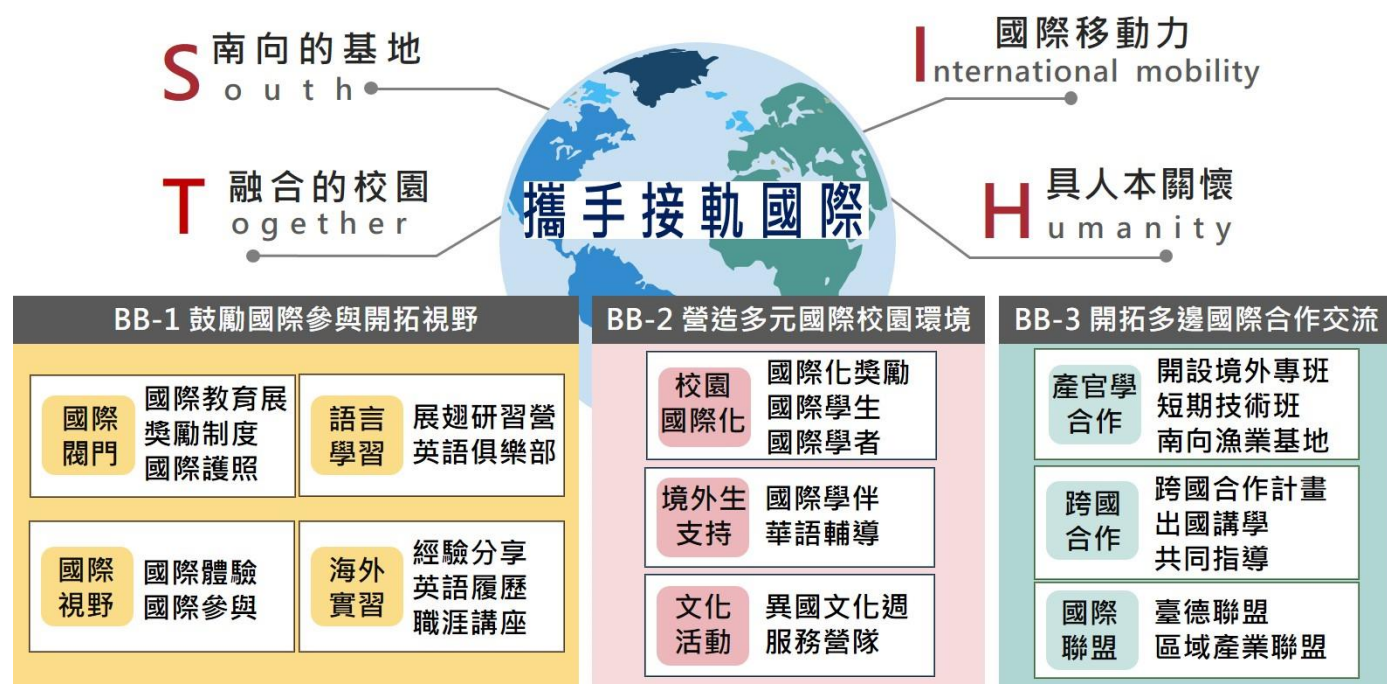 南向的基地
South
國際移動力
International mobility
融合的校園
Together
具人本關懷
Humanity
攜手接軌國際
BB-1 鼓勵國際參與開拓視野
國際
閥門
國際教育展
獎勵制度
國際護照
語言
學習
展翅研習營
英語俱樂部
國際
視野
國際體驗
國際參與
海外
實習
經驗分享
英語履歷
職涯講座
BB-2 營造多元國際校園環境
校園
國際化
國際化獎勵
國際學生
國際學者
境外生
支持
國際學伴
華語輔導
文化
活動
異國文化週
服務營隊
BB-3 開拓多邊國際合作交流
產官學
合作
開設境外專班
短期技術班
南向漁業基地
跨國
合作
跨國合作計畫
出國講學
共同指導
國際
聯盟
臺德聯盟
區域產業聯盟